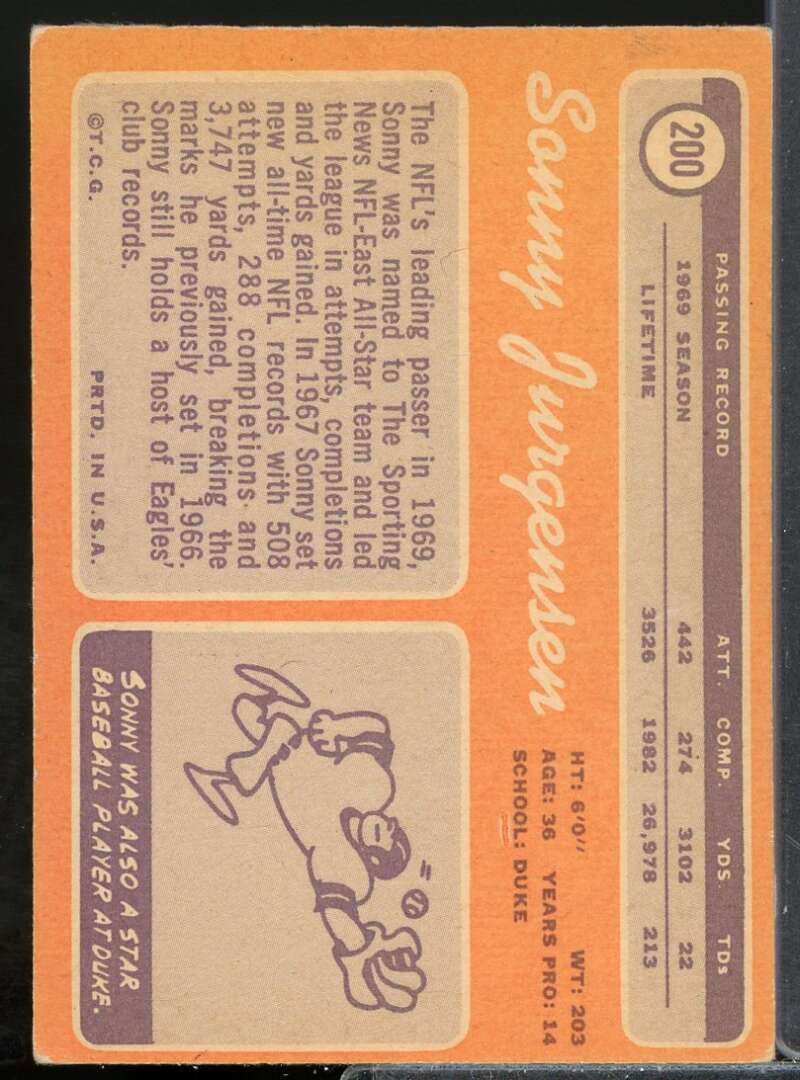 200
PASSING RECORD ATT. COMP. YDS. TDs
1969 SEASON 442 274 3102 22
LIFETIME 3526 1982 26,978 213
Sonny Jurgensen
HT: 6'0" WT: 203
AGE: 36 YEARS PRO: 14
SCHOOL: DUKE
The NFL's leading passer in 1969,
Sonny was named to The Sporting
News NFL-East All-Star team and led
the league in attempts, completions
and yards gained. In 1967 Sonny set
new all-time NFL records with 508
attempts, 288 completions and
3,747 yards gained, breaking the
marks he previously set in 1966.
Sonny still holds a host of Eagles'
club records.
©T.C.G. PRTD. IN U.S.A.
SONNY WAS ALSO A STAR
BASEBALL PLAYER AT DUKE.